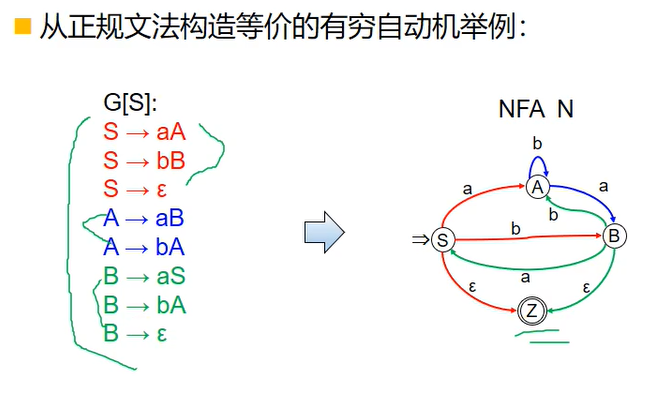 从正规文法构造等价的有穷自动机举例：
G[S]:
S → aA
S → bB
S → ε
A → aB
A → bA
B → aS
B → bA
B → ε
NFA N
b
A
a
a
b
⇒ S
b
B
a
ε
ε
Z